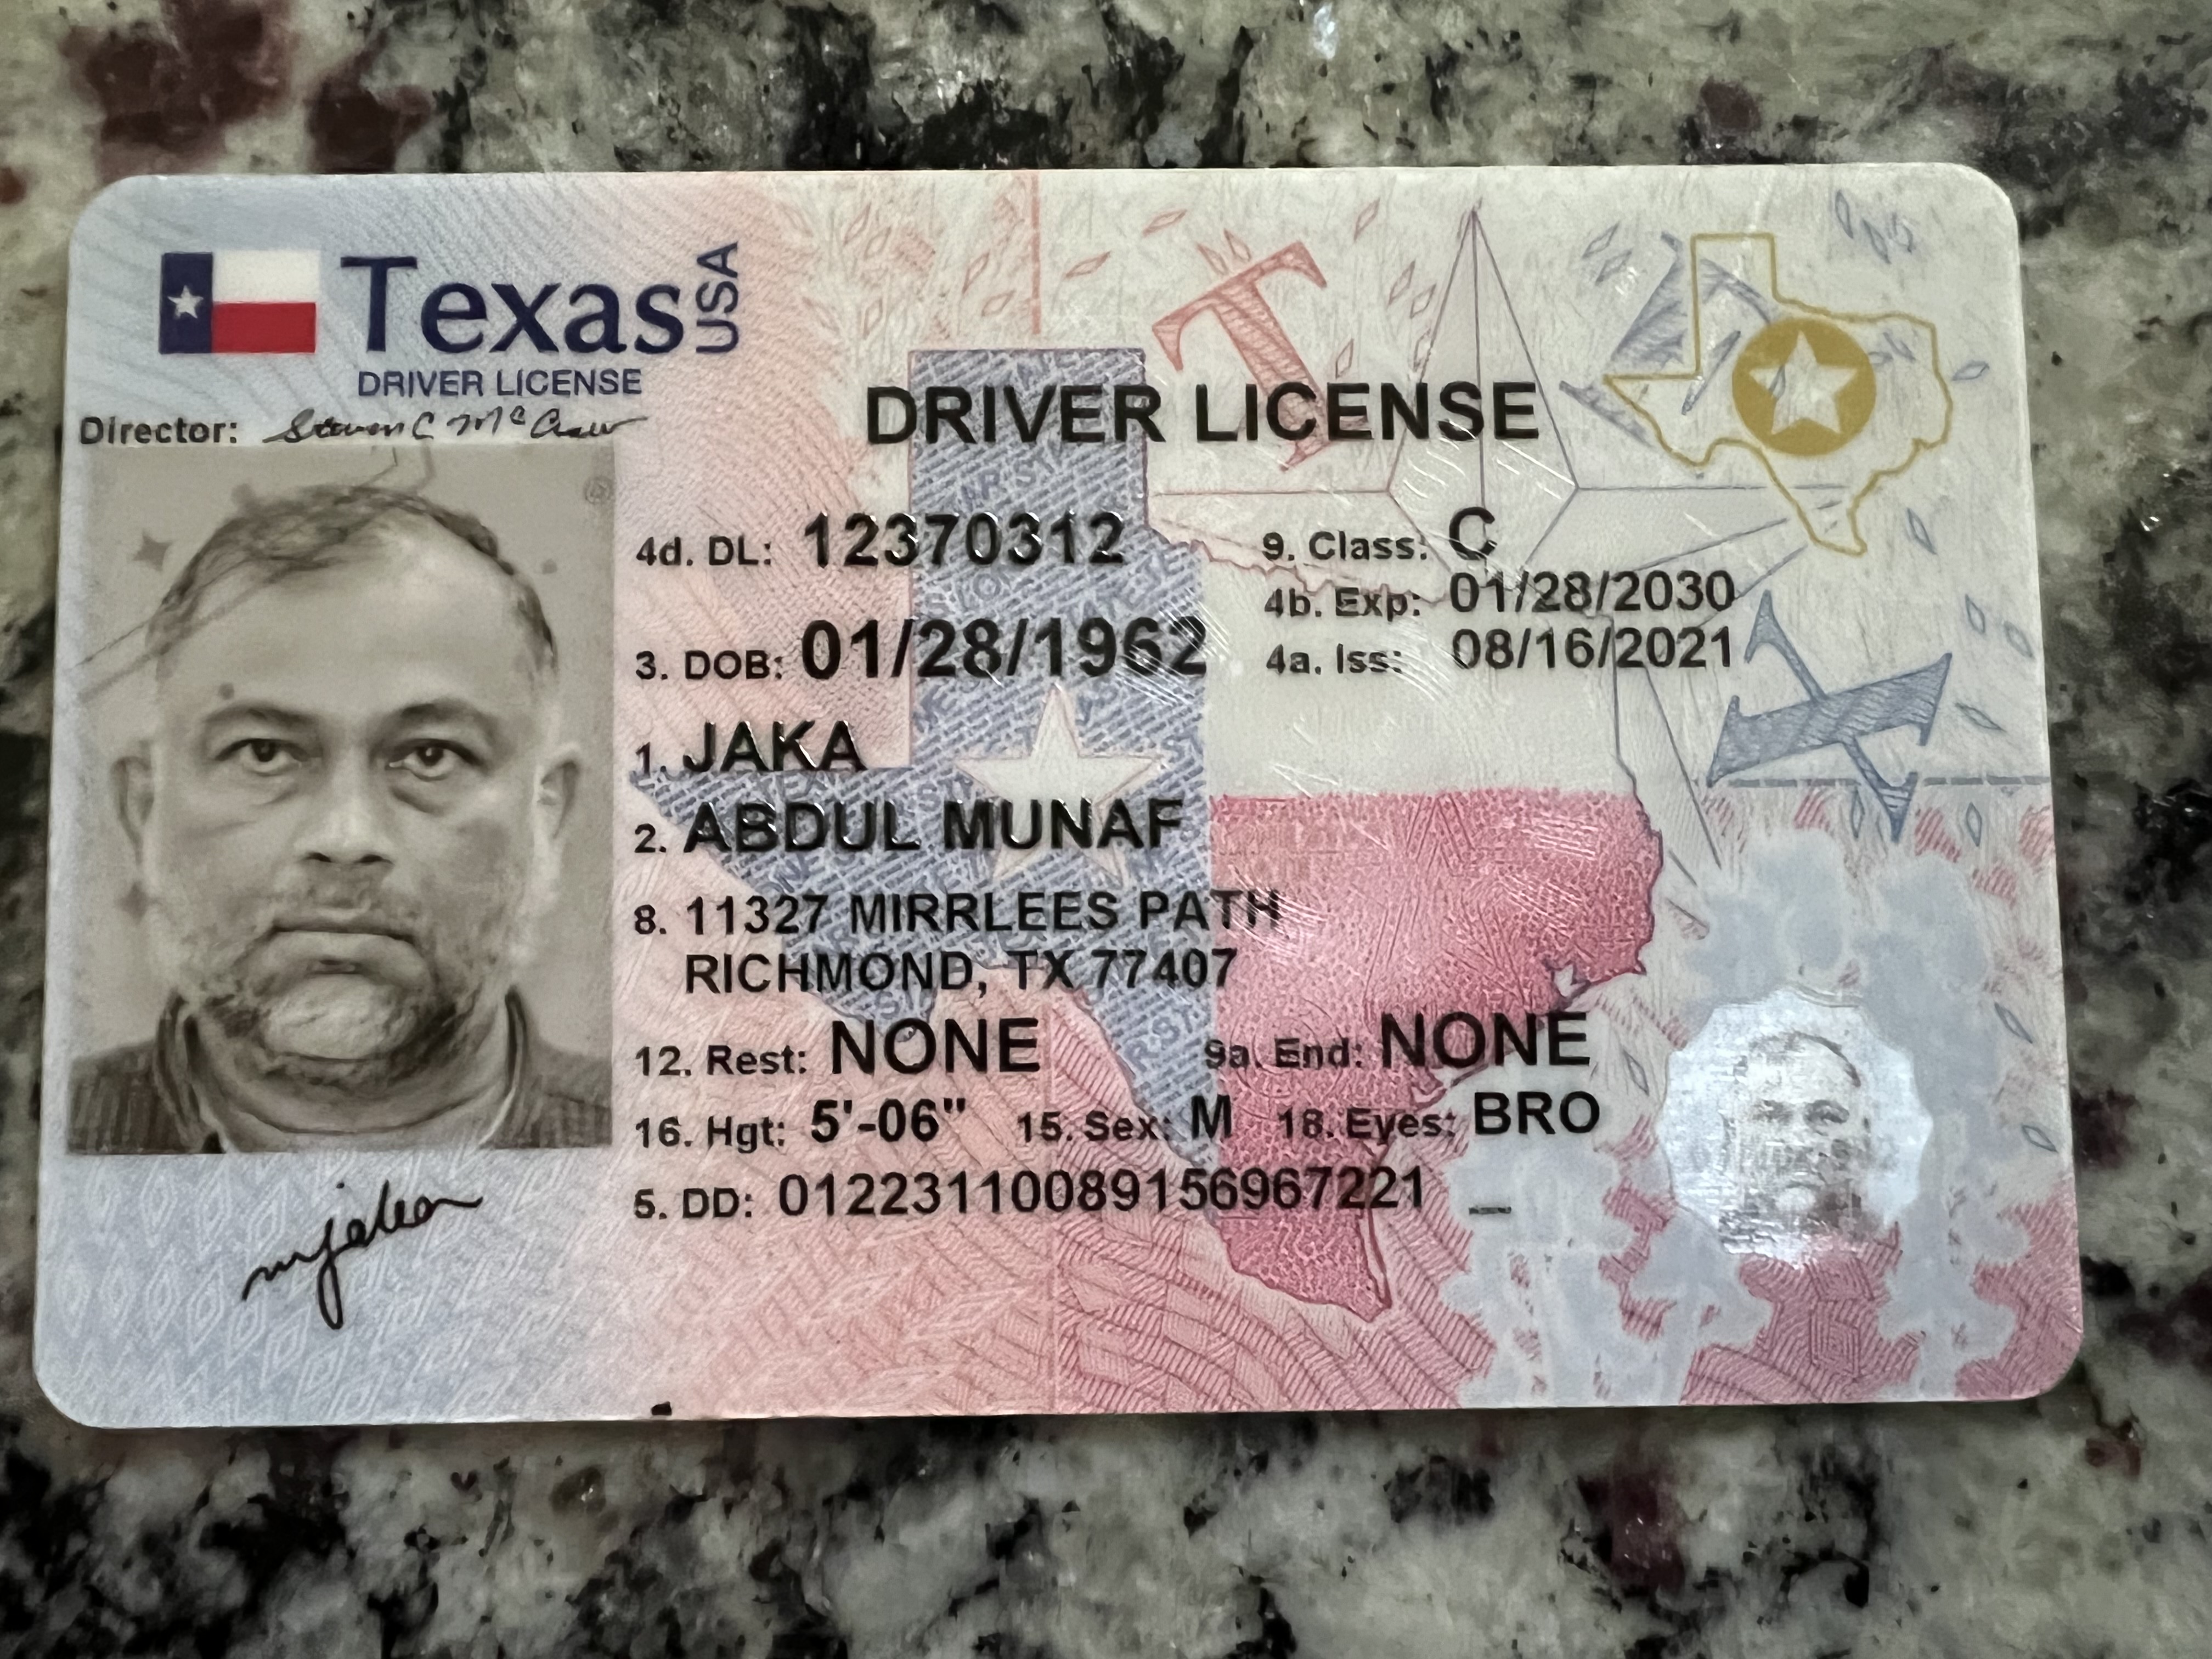 Texas USA
DRIVER LICENSE
Director: Steven C McCraw
DRIVER LICENSE
4d. DL: 12370312
9. Class: C
3. DOB: 01/28/1962
4b. Exp: 01/28/2030
4a. Iss: 08/16/2021
1. JAKA
2. ABDUL MUNAF
8. 11327 MIRRLEES PATH
RICHMOND, TX 77407
12. Rest: NONE 9a. End: NONE
16. Hgt: 5'-06" 15. Sex: M 18. Eyes: BRO
5. DD: 01223110089156967221
T
X